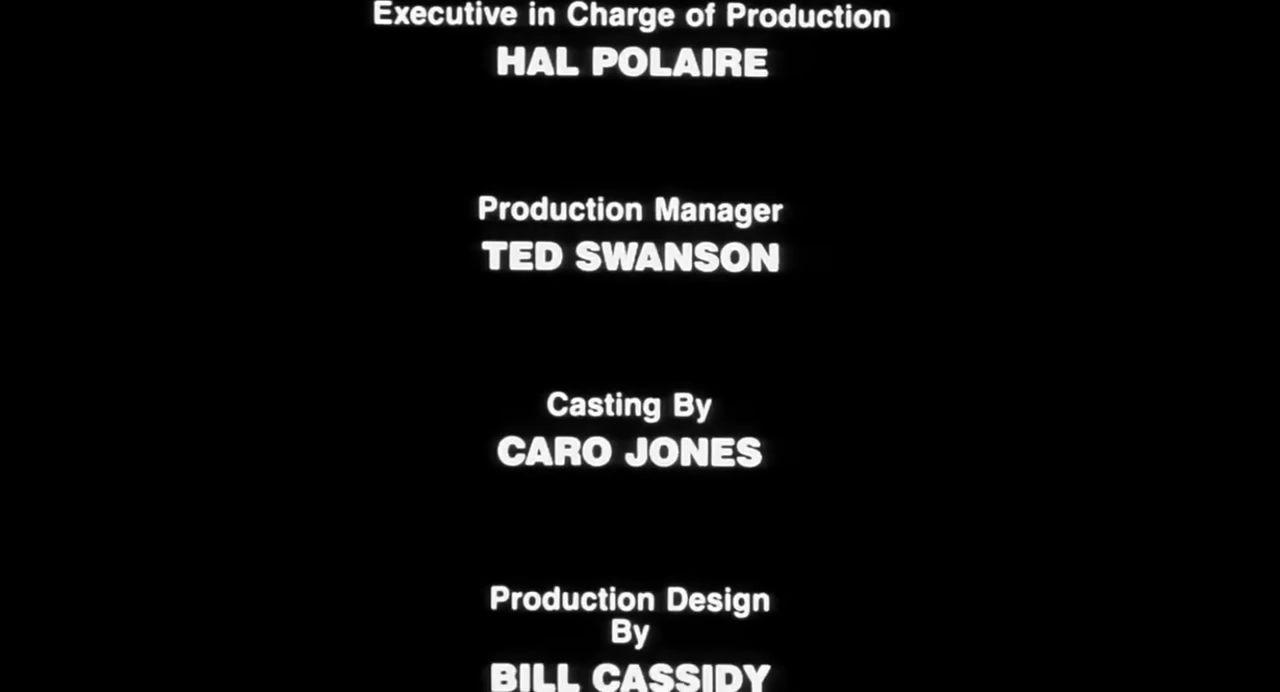 Executive in Charge of Production
HAL POLAIRE
Production Manager
TED SWANSON
Casting By
CARO JONES
Production Design
By
BILL CASSIDY